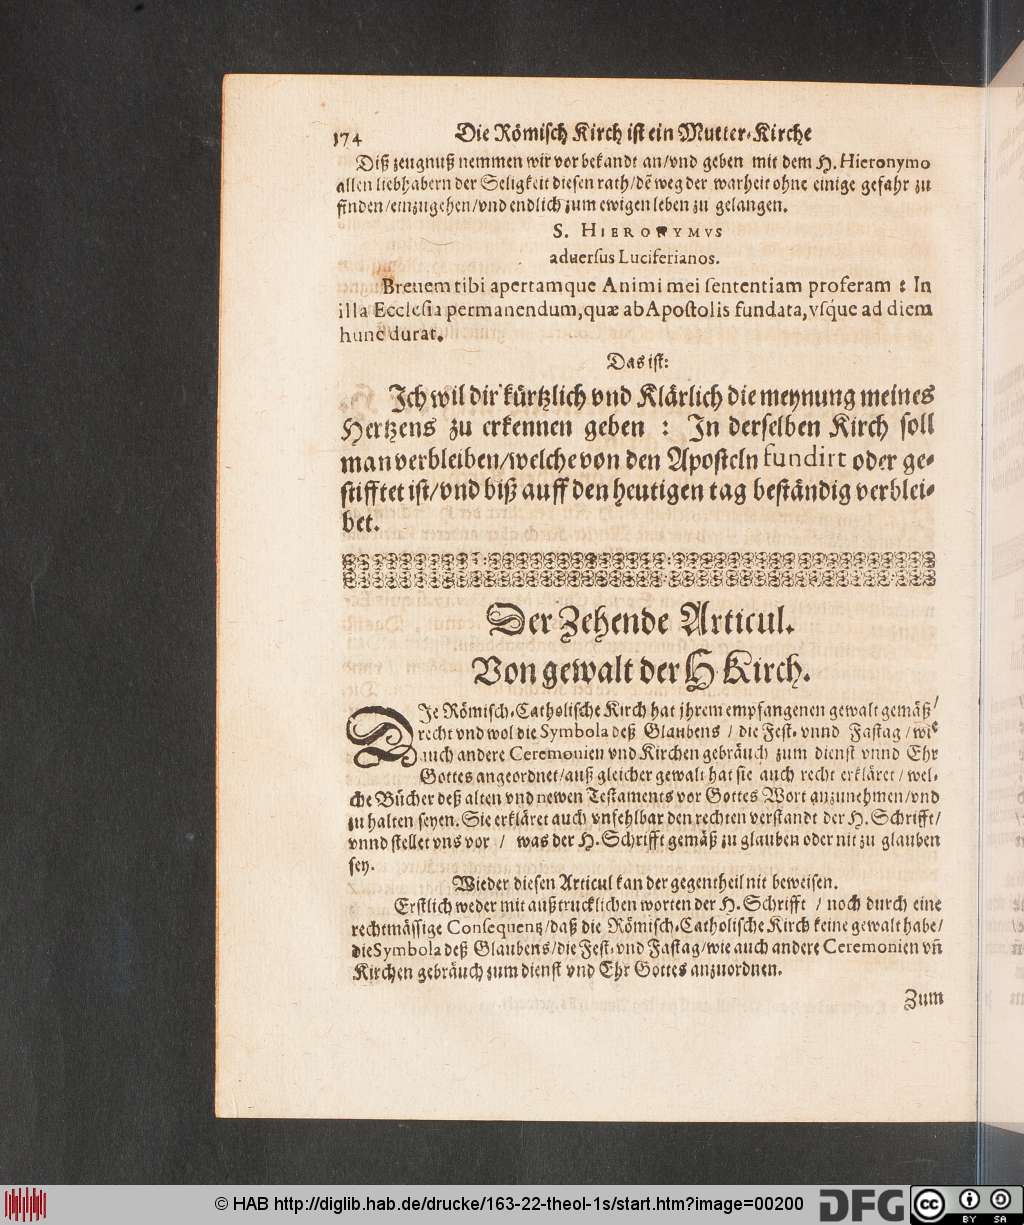 174 Die Römisch Kirch ist ein Mutter-Kirche
Diß zeugnuß nemmen wir vor bekandt an/vnd geben mit dem H. Hieronymo
allen liebhabern der Seligkeit diesen rath/dē weg der warheit ohne einige gefahr zu
finden/einzugehen/vnd endlich zum ewigen leben zu gelangen.
S. HIERONYMVS
aduersus Luciferianos.
Breuem tibi apertamque Animi mei sententiam proferam : In
illa Ecclesia permanendum, quæ ab Apostolis fundata, vsque ad diem
hunc durat.
Das ist:
Ich wil dir kürtzlich vnd Klärlich die meynung meines
Hertzens zu erkennen geben : In derselben Kirch soll
man verbleiben/welche von den Aposteln fundirt oder ge-
stifftet ist/vnd biß auff den heutigen tag beständig verblei-
bet.
Der Zehende Articul.
Von gewalt der H Kirch.
DJe Römisch-Catholische Kirch hat jhrem empfangenen gewalt gemäß/
recht vnd wol die Symbola deß Glaubens / die Fest- vnnd Fastag / wie
auch andere Ceremonien vnd Kirchen gebräuch zum dienst vnnd Ehr
Gottes angeordnet/auß gleicher gewalt hat sie auch recht erkläret / wel-
che Bücher deß alten vnd newen Testaments vor Gottes Wort anzunehmen/vnd
zu halten seyen. Sie erkläret auch vnfehlbar den rechten verstandt der H. Schrifft/
vnnd stellet vns vor / was der H. Schrifft gemäß zu glauben oder nit zu glauben
sey.
Wieder diesen Articul kan der gegentheil nit beweisen.
Erstlich weder mit außtrucklichen worten der H. Schrifft / noch durch eine
rechtmässige Consequentz/daß die Römisch-Catholische Kirch keine gewalt habe/
die Symbola deß Glaubens/die Fest- vnd Fastag/wie auch andere Ceremonien vñ
Kirchen gebräuch zum dienst vnd Ehr Gottes anzuordnen.
Zum
© HAB http://diglib.hab.de/drucke/163-22-theol-1s/start.htm?image=00200 DFG cc BY SA